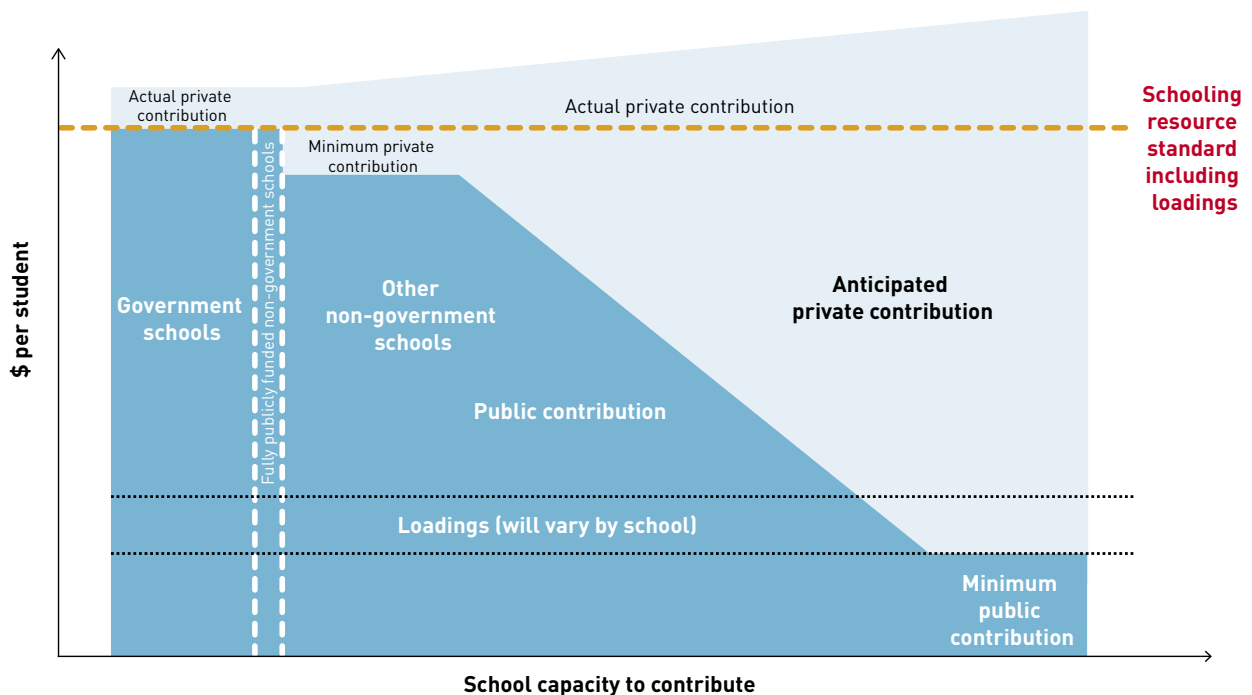 Actual private
contribution
Actual private contribution
Schooling
resource
standard
including
loadings
Minimum private
contribution
Fully publicly funded non-government schools
$ per student
Government
schools
Other
non-government
schools
Anticipated
private contribution
Public contribution
Loadings (will vary by school)
Minimum
public
contribution
School capacity to contribute